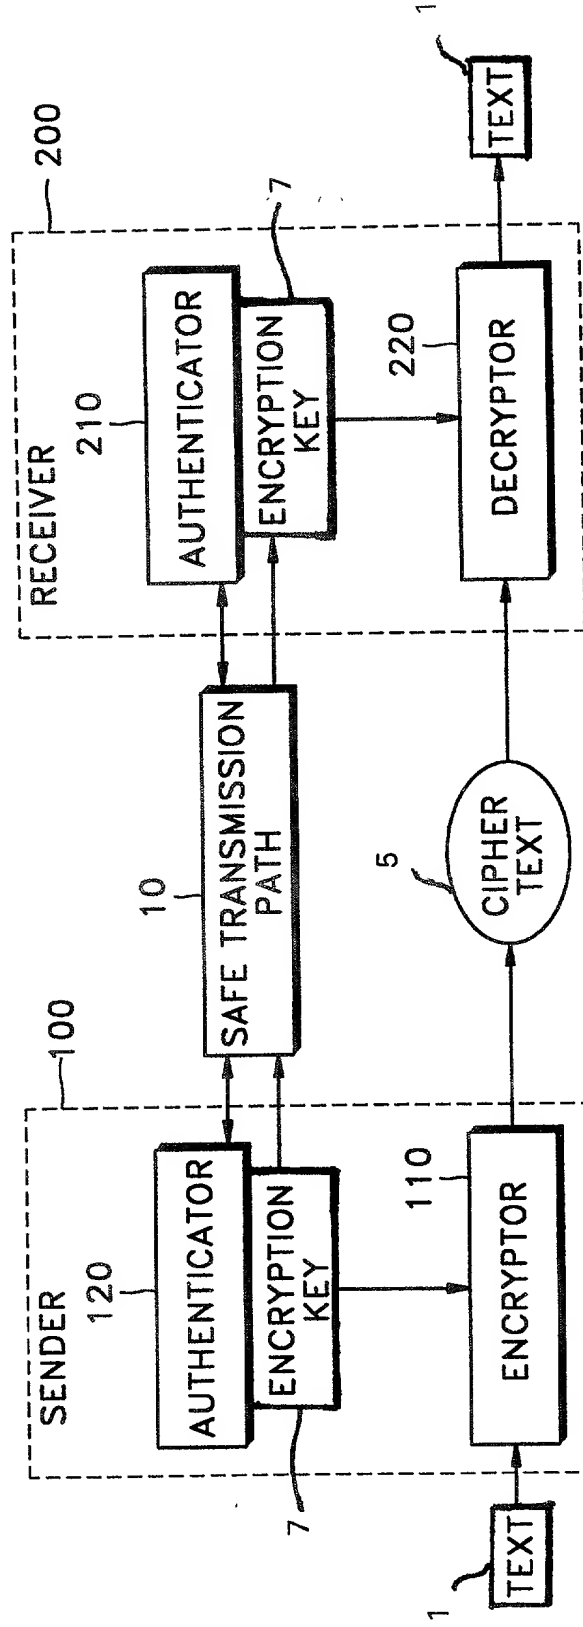 SENDER
100
120
AUTHENTICATOR
ENCRYPTION
KEY
7
110
ENCRYPTOR
1
TEXT
10
SAFE TRANSMISSION
PATH
5
CIPHER
TEXT
RECEIVER
200
210
AUTHENTICATOR
ENCRYPTION
KEY
7
220
DECRYPTOR
TEXT
1